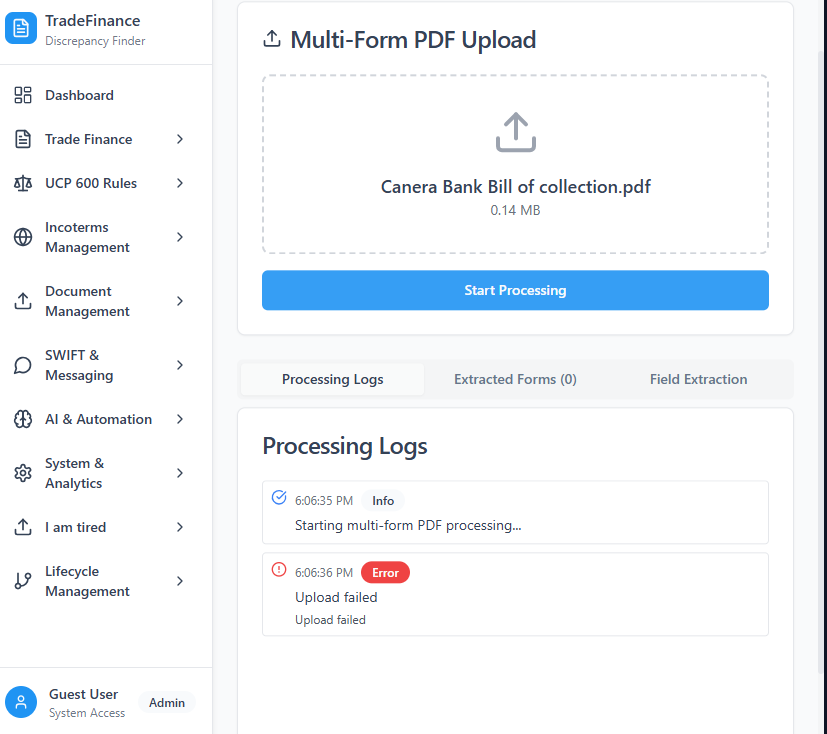 TradeFinance
Discrepancy Finder
Dashboard
Trade Finance
UCP 600 Rules
Incoterms
Management
Document
Management
SWIFT &
Messaging
AI & Automation
System &
Analytics
I am tired
Lifecycle
Management
Guest User
System Access
Admin
Multi-Form PDF Upload
Canera Bank Bill of collection.pdf
0.14 MB
Start Processing
Processing Logs
Extracted Forms (0)
Field Extraction
Processing Logs
6:06:35 PM Info
Starting multi-form PDF processing...
6:06:36 PM Error
Upload failed
Upload failed